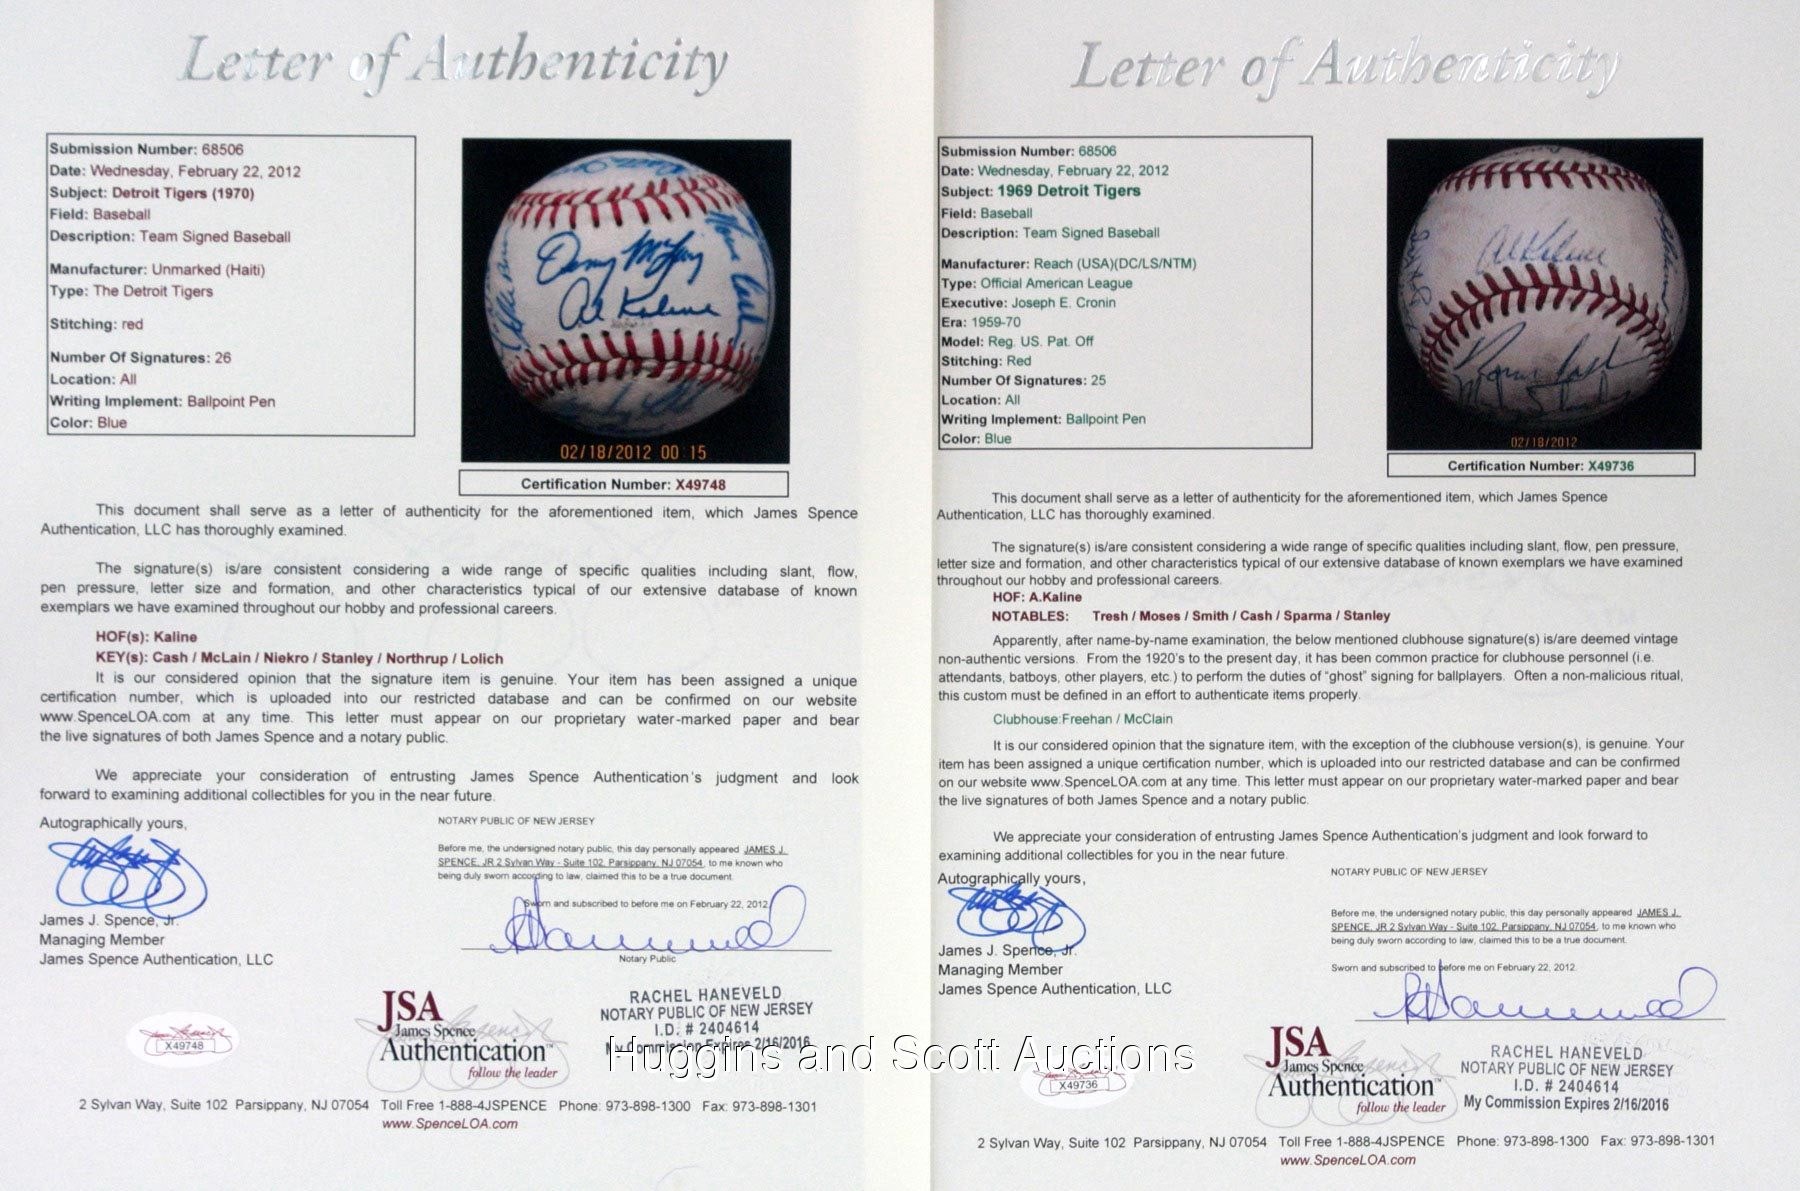 Letter of Authenticity
Submission Number: 68506
Date: Wednesday, February 22, 2012
Subject: Detroit Tigers (1970)
Field: Baseball
Description: Team Signed Baseball
Manufacturer: Unmarked (Haiti)
Type: The Detroit Tigers
Stitching: red
Number Of Signatures: 26
Location: All
Writing Implement: Ballpoint Pen
Color: Blue
Denny McLain
Al Kaline
Norm Cash
02/18/2012 00:15
Certification Number: X49748
This document shall serve as a letter of authenticity for the aforementioned item, which James Spence
Authentication, LLC has thoroughly examined.
The signature(s) is/are consistent considering a wide range of specific qualities including slant, flow,
pen pressure, letter size and formation, and other characteristics typical of our extensive database of known
exemplars we have examined throughout our hobby and professional careers.
HOF(s): Kaline
KEY(s): Cash / McLain / Niekro / Stanley / Northrup / Lolich
It is our considered opinion that the signature item is genuine. Your item has been assigned a unique
certification number, which is uploaded into our restricted database and can be confirmed on our website
www.SpenceLOA.com at any time. This letter must appear on our proprietary water-marked paper and bear
the live signatures of both James Spence and a notary public.
We appreciate your consideration of entrusting James Spence Authentication's judgment and look
forward to examining additional collectibles for you in the near future.
Autographically yours,
James J. Spence, Jr.
Managing Member
James Spence Authentication, LLC
NOTARY PUBLIC OF NEW JERSEY
Before me, the undersigned notary public, this day personally appeared JAMES J.
SPENCE, JR 2 Sylvan Way - Suite 102, Parsippany, NJ 07054, to me known who
being duly sworn according to law, claimed this to be a true document.
Sworn and subscribed to before me on February 22, 2012.
Notary Public
X49748
JSA
James Spence
Authentication™
follow the leader
RACHEL HANEVELD
NOTARY PUBLIC OF NEW JERSEY
I.D. # 2404614
My Commission Expires 2/16/2016
2 Sylvan Way, Suite 102 Parsippany, NJ 07054 Toll Free 1-888-4JSPENCE Phone: 973-898-1300 Fax: 973-898-1301
www.SpenceLOA.com
Letter of Authenticity
Submission Number: 68506
Date: Wednesday, February 22, 2012
Subject: 1969 Detroit Tigers
Field: Baseball
Description: Team Signed Baseball
Manufacturer: Reach (USA)(DC/LS/NTM)
Type: Official American League
Executive: Joseph E. Cronin
Era: 1959-70
Model: Reg. US. Pat. Off
Stitching: Red
Number Of Signatures: 25
Location: All
Writing Implement: Ballpoint Pen
Color: Blue
Al Kaline
Norm Cash
Mickey Stanley
02/18/2012
Certification Number: X49736
This document shall serve as a letter of authenticity for the aforementioned item, which James Spence
Authentication, LLC has thoroughly examined.
The signature(s) is/are consistent considering a wide range of specific qualities including slant, flow, pen pressure,
letter size and formation, and other characteristics typical of our extensive database of known exemplars we have examined
throughout our hobby and professional careers.
HOF: A.Kaline
NOTABLES: Tresh / Moses / Smith / Cash / Sparma / Stanley
Apparently, after name-by-name examination, the below mentioned clubhouse signature(s) is/are deemed vintage
non-authentic versions. From the 1920's to the present day, it has been common practice for clubhouse personnel (i.e.
attendants, batboys, other players, etc.) to perform the duties of "ghost" signing for ballplayers. Often a non-malicious ritual,
this custom must be defined in an effort to authenticate items properly.
Clubhouse:Freehan / McClain
It is our considered opinion that the signature item, with the exception of the clubhouse version(s), is genuine. Your
item has been assigned a unique certification number, which is uploaded into our restricted database and can be confirmed
on our website www.SpenceLOA.com at any time. This letter must appear on our proprietary water-marked paper and bear
the live signatures of both James Spence and a notary public.
We appreciate your consideration of entrusting James Spence Authentication's judgment and look forward to
examining additional collectibles for you in the near future.
Autographically yours,
James J. Spence, Jr.
Managing Member
James Spence Authentication, LLC
NOTARY PUBLIC OF NEW JERSEY
Before me, the undersigned notary public, this day personally appeared JAMES J.
SPENCE, JR 2 Sylvan Way - Suite 102, Parsippany, NJ 07054, to me known who
being duly sworn according to law, claimed this to be a true document.
Sworn and subscribed to before me on February 22, 2012.
X49736
JSA
James Spence
Authentication™
follow the leader
RACHEL HANEVELD
NOTARY PUBLIC OF NEW JERSEY
I.D. # 2404614
My Commission Expires 2/16/2016
2 Sylvan Way, Suite 102 Parsippany, NJ 07054 Toll Free 1-888-4JSPENCE Phone: 973-898-1300 Fax: 973-898-1301
www.SpenceLOA.com
Huggins and Scott Auctions